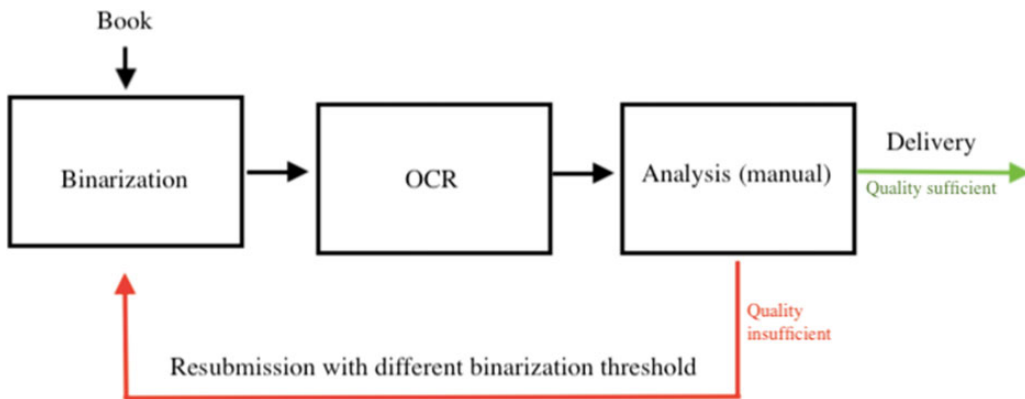 Book
Binarization
OCR
Analysis (manual)
Delivery
Quality sufficient
Quality
insufficient
Resubmission with different binarization threshold